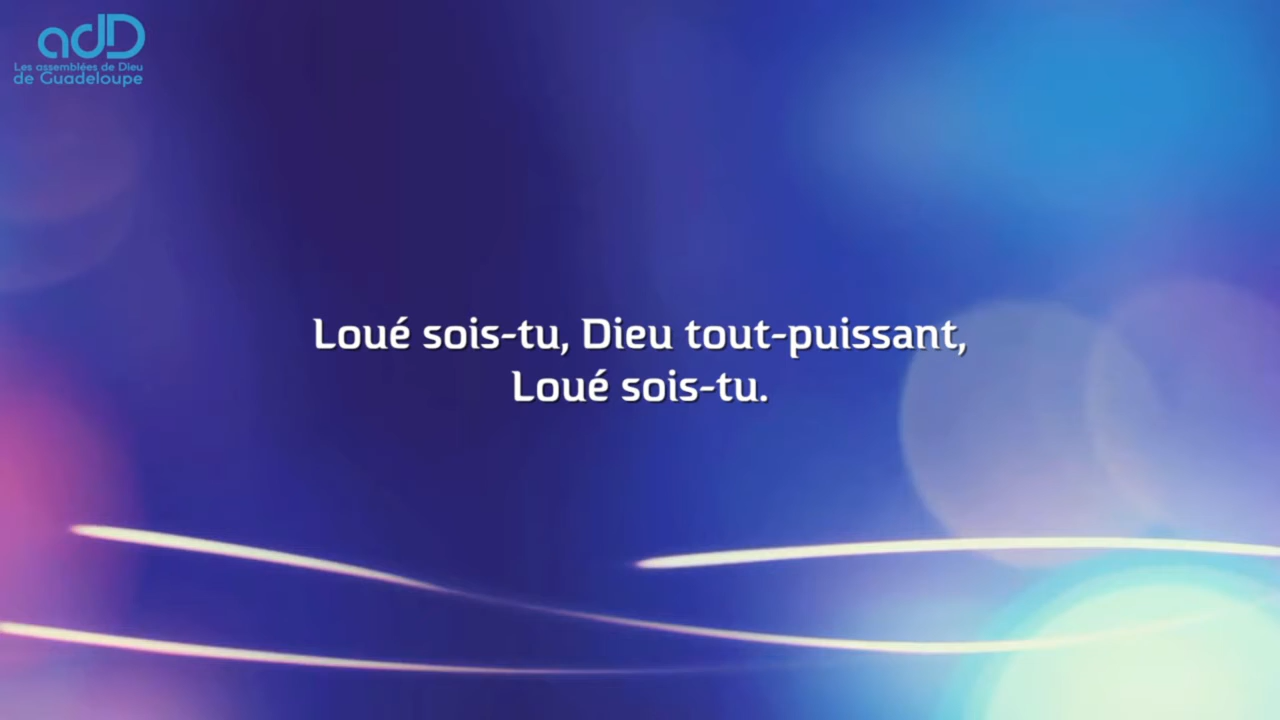 adD
Les assemblées de Dieu
de Guadeloupe
Loué sois-tu, Dieu tout-puissant,
Loué sois-tu.